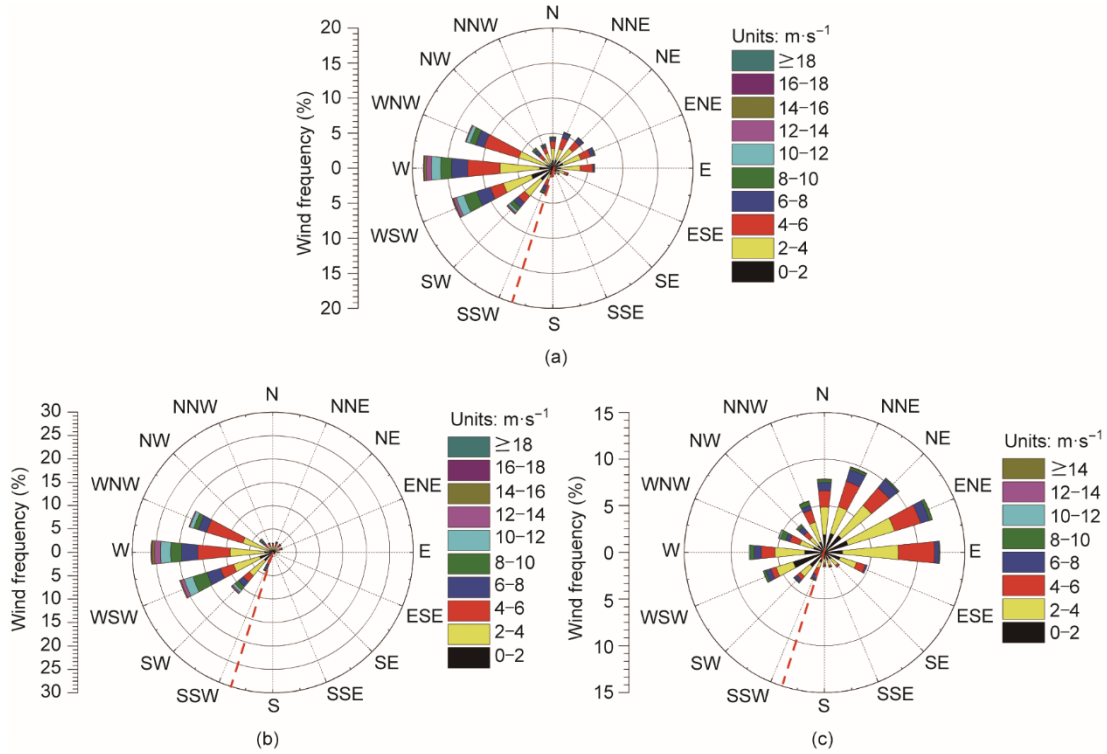 Wind frequency (%)
20
15
10
5
0
5
10
15
20
N
NNE
NE
ENE
E
ESE
SE
SSE
S
SSW
SW
WSW
W
WNW
NW
NNW
Units: m·s⁻¹
≥18
16–18
14–16
12–14
10–12
8–10
6–8
4–6
2–4
0–2
(a)
Wind frequency (%)
30
25
20
15
10
5
0
5
10
15
20
25
30
N
NNE
NE
ENE
E
ESE
SE
SSE
S
SSW
SW
WSW
W
WNW
NW
NNW
Units: m·s⁻¹
≥18
16–18
14–16
12–14
10–12
8–10
6–8
4–6
2–4
0–2
(b)
Wind frequency (%)
15
10
5
0
5
10
15
N
NNE
NE
ENE
E
ESE
SE
SSE
S
SSW
SW
WSW
W
WNW
NW
NNW
Units: m·s⁻¹
≥14
12–14
10–12
8–10
6–8
4–6
2–4
0–2
(c)